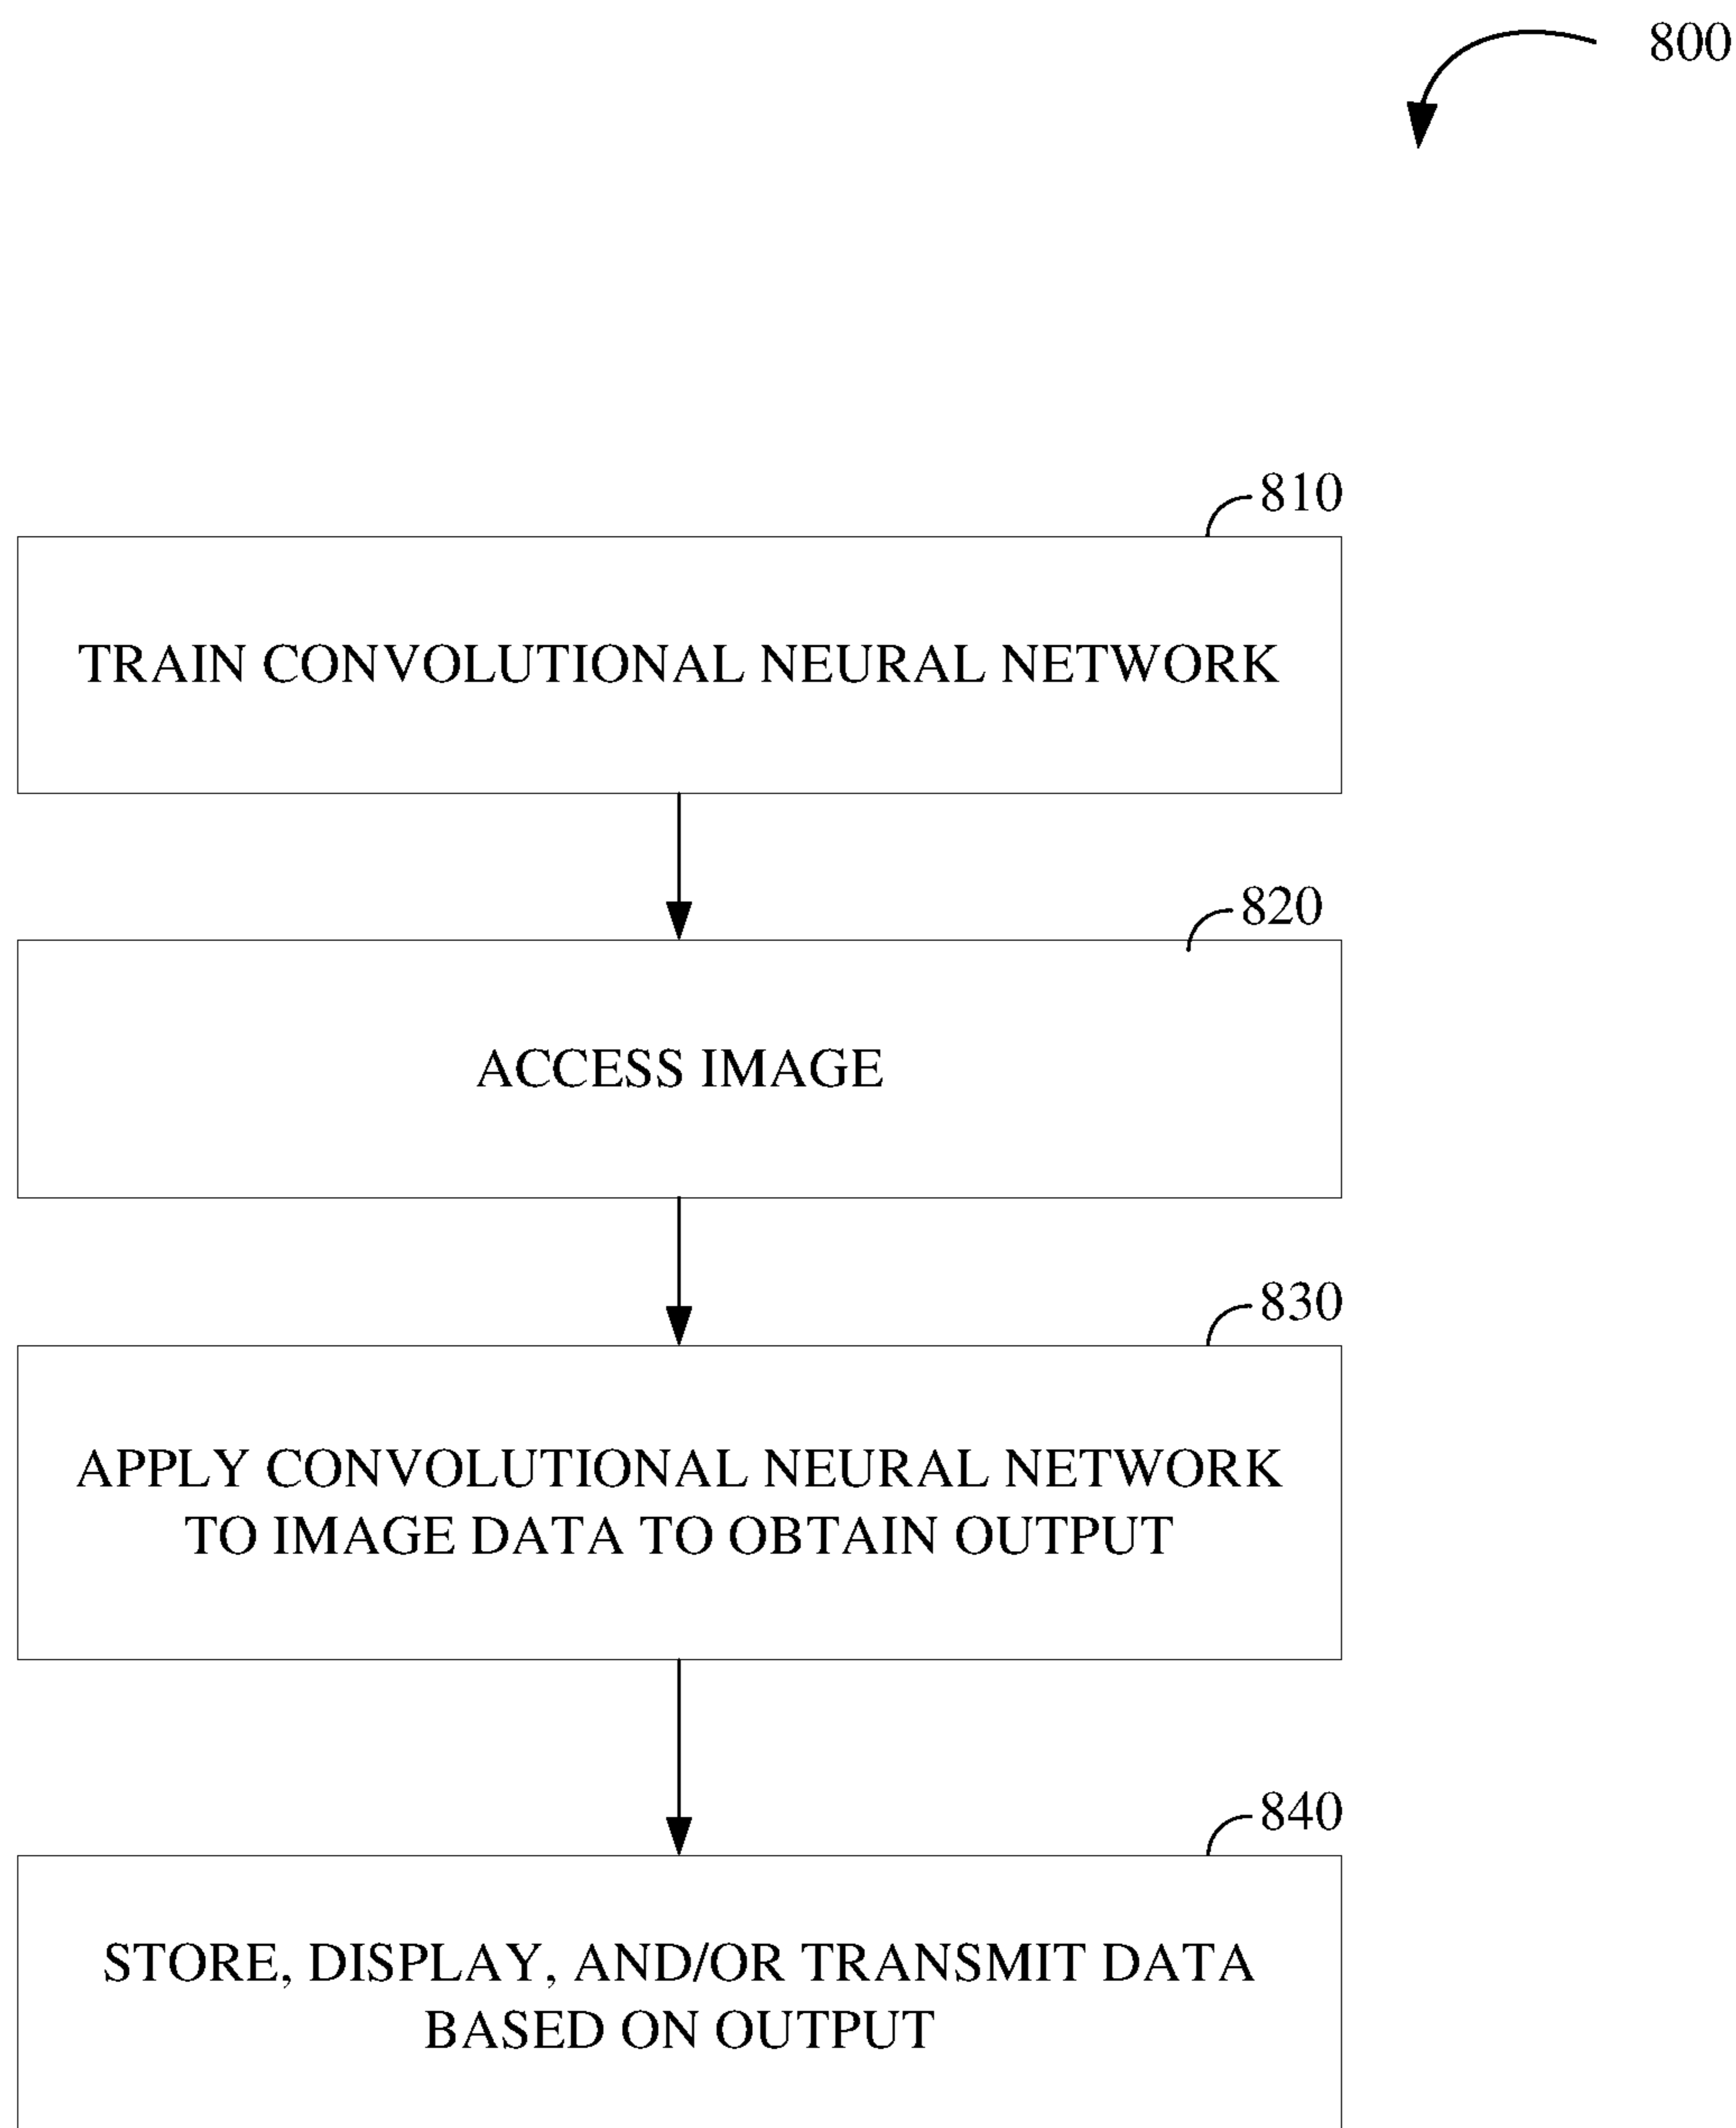 800
810
TRAIN CONVOLUTIONAL NEURAL NETWORK
820
ACCESS IMAGE
830
APPLY CONVOLUTIONAL NEURAL NETWORK
TO IMAGE DATA TO OBTAIN OUTPUT
840
STORE, DISPLAY, AND/OR TRANSMIT DATA
BASED ON OUTPUT